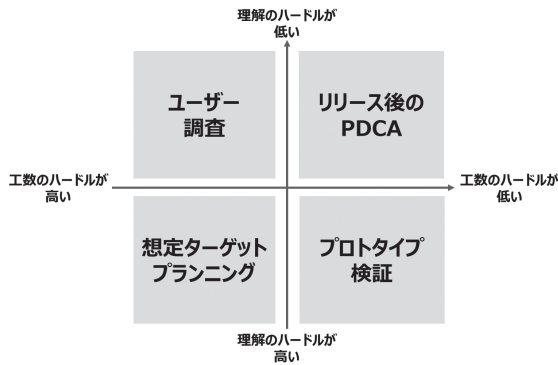 理解のハードルが
低い
ユーザー
調査
リリース後の
PDCA
工数のハードルが
高い
工数のハードルが
低い
想定ターゲット
プランニング
プロトタイプ
検証
理解のハードルが
高い